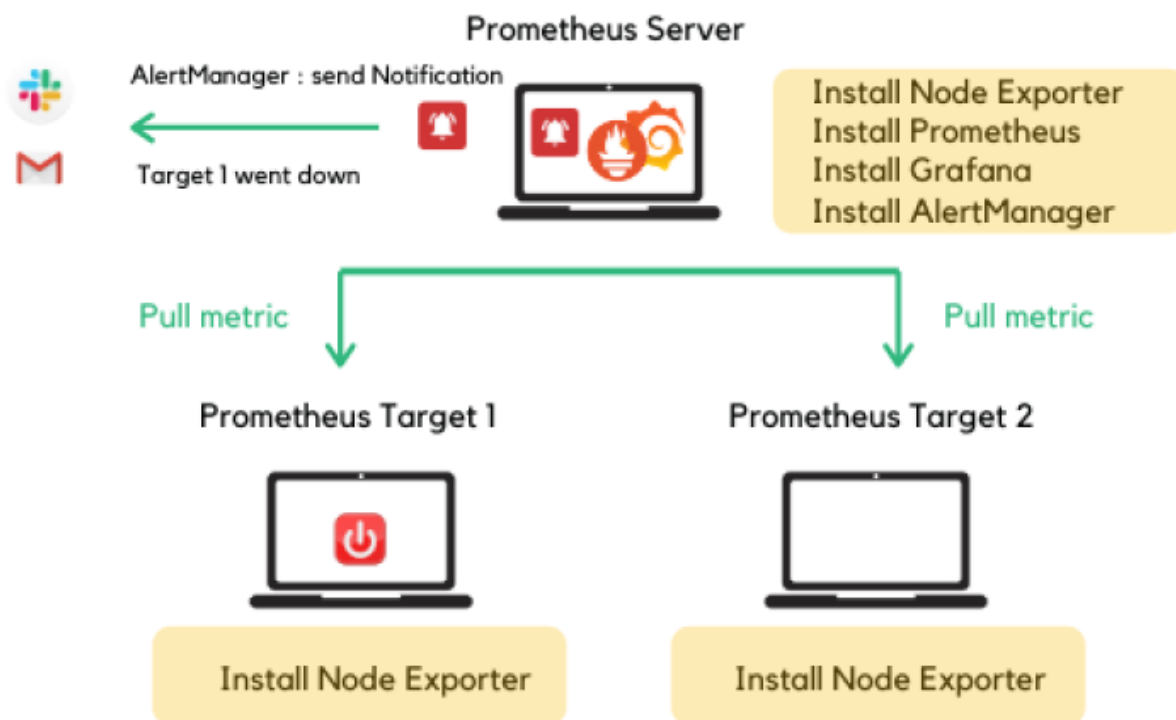 Prometheus Server
AlertManager : send Notification
Target 1 went down
Install Node Exporter
Install Prometheus
Install Grafana
Install AlertManager
Pull metric
Pull metric
Prometheus Target 1
Prometheus Target 2
Install Node Exporter
Install Node Exporter